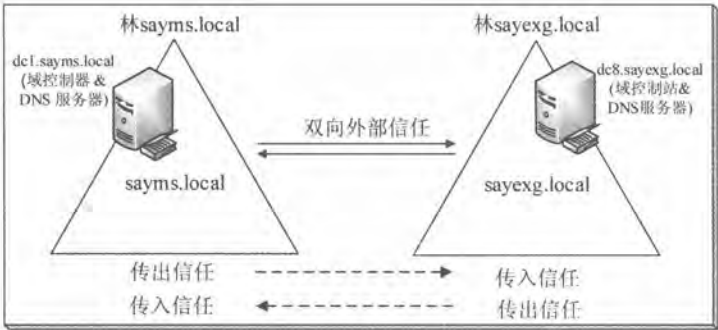 林sayms.local
林sayexg.local
dc1.sayms.local
(域控制器 &
DNS 服务器)
dc8.sayexg.local
(域控制站&
DNS服务器)
双向外部信任
sayms.local
sayexg.local
传出信任
传入信任
传入信任
传出信任